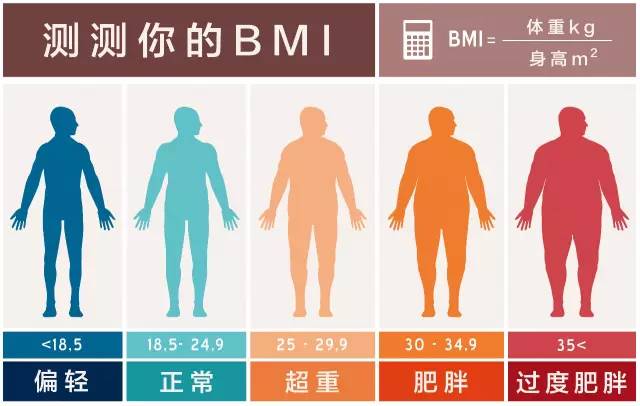 测测你的BMI
BMI=体重kg/身高m²
<18.5
18.5- 24.9
25 - 29.9
30 - 34.9
35<
偏轻
正常
超重
肥胖
过度肥胖